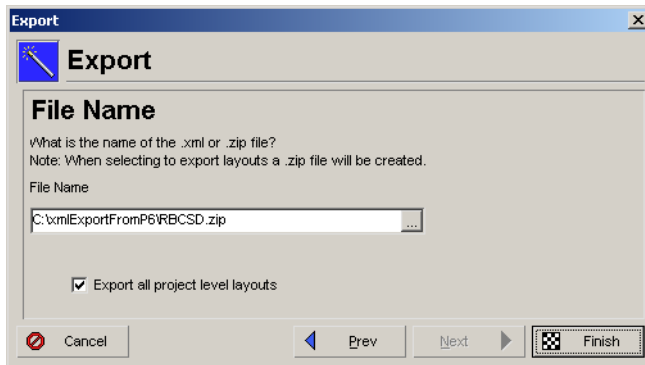 Export
Export
File Name
What is the name of the .xml or .zip file?
Note: When selecting to export layouts a .zip file will be created.
File Name
C:\xmlExportFromP6\RBCSD.zip
...
Export all project level layouts
Cancel
Prev
Next
Finish